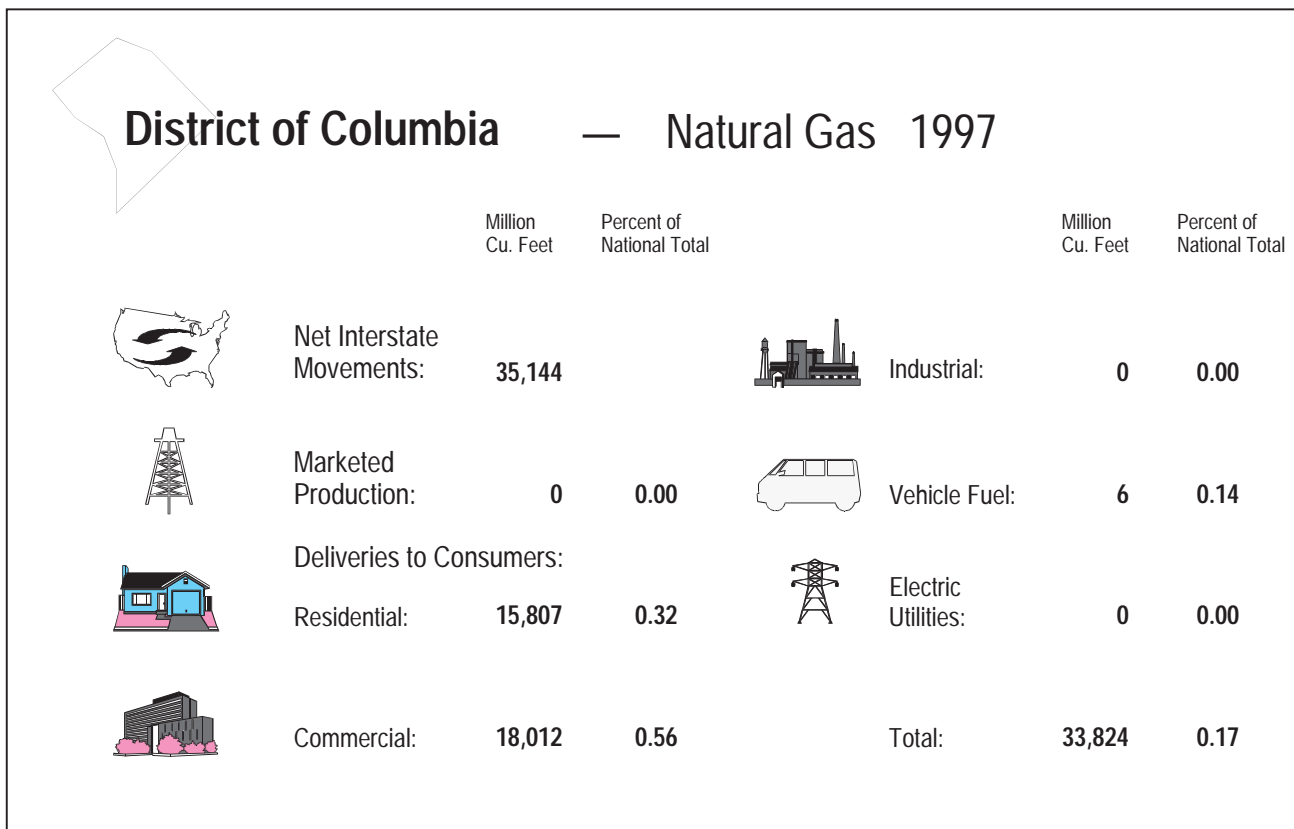 District of Columbia — Natural Gas 1997
Million Cu. Feet
Percent of National Total
Net Interstate
Movements: 35,144
Marketed
Production: 0 0.00
Deliveries to Consumers:
Residential: 15,807 0.32
Commercial: 18,012 0.56
Million Cu. Feet
Percent of National Total
Industrial: 0 0.00
Vehicle Fuel: 6 0.14
Electric
Utilities: 0 0.00
Total: 33,824 0.17